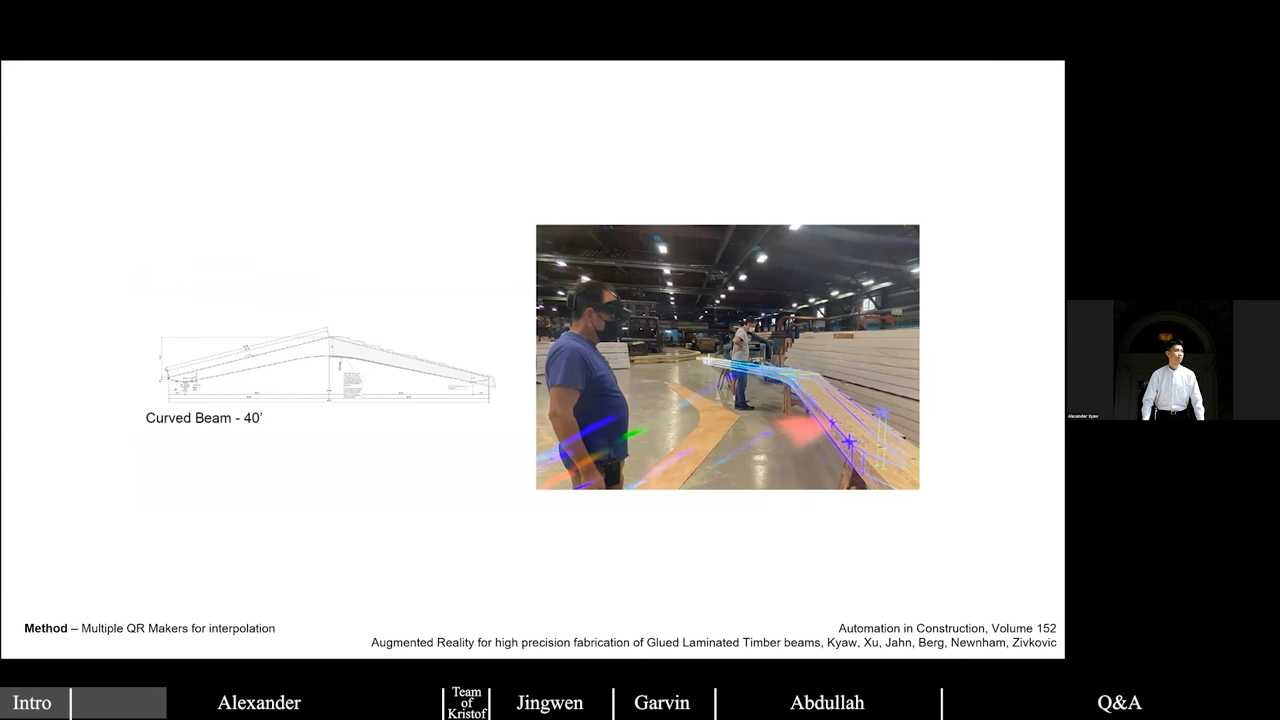 Curved Beam - 40'
Method – Multiple QR Makers for interpolation
Automation in Construction, Volume 152
Augmented Reality for high precision fabrication of Glued Laminated Timber beams, Kyaw, Xu, Jahn, Berg, Newnham, Zivkovic
Alexander Kyaw
Intro
Alexander
Team
of
Kristof
Jingwen
Garvin
Abdullah
Q&A